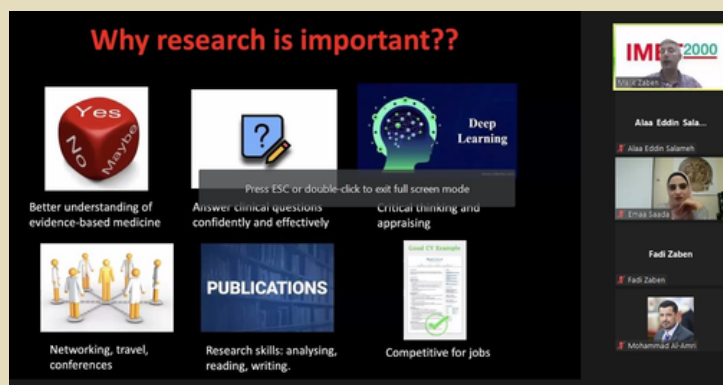 Why research is important??
Yes
No
Maybe
?
Deep
Learning
Press ESC or double-click to exit full screen mode
Better understanding of
evidence-based medicine
Answer clinical questions
confidently and effectively
Critical thinking and
appraising
PUBLICATIONS
Good CV Example
Networking, travel,
conferences
Research skills: analysing,
reading, writing.
Competitive for jobs
2000
Malik Zaben
Alaa Eddin Sala...
Alaa Eddin Salameh
Emaa Saada
Fadi Zaben
Fadi Zaben
Mohammad Al-Amri